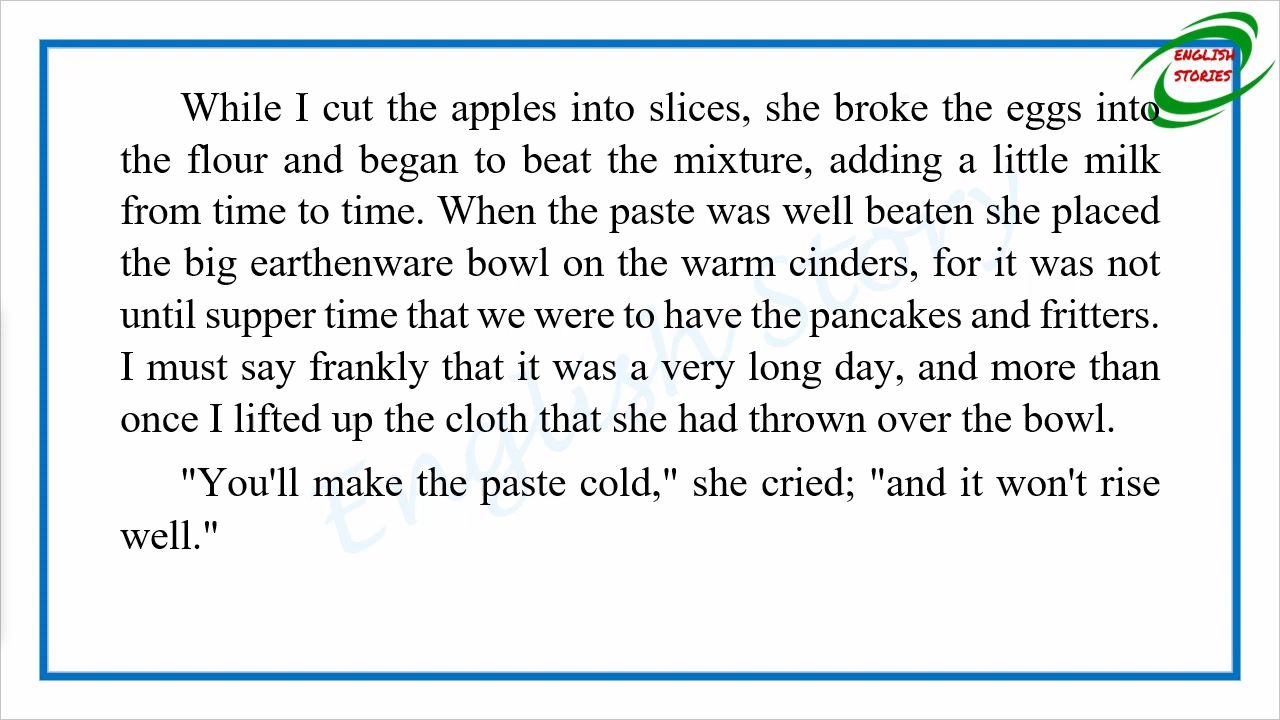 ENGLISH
STORIES
While I cut the apples into slices, she broke the eggs into
the flour and began to beat the mixture, adding a little milk
from time to time. When the paste was well beaten she placed
the big earthenware bowl on the warm cinders, for it was not
until supper time that we were to have the pancakes and fritters.
I must say frankly that it was a very long day, and more than
once I lifted up the cloth that she had thrown over the bowl.
"You'll make the paste cold," she cried; "and it won't rise
well."
English Story